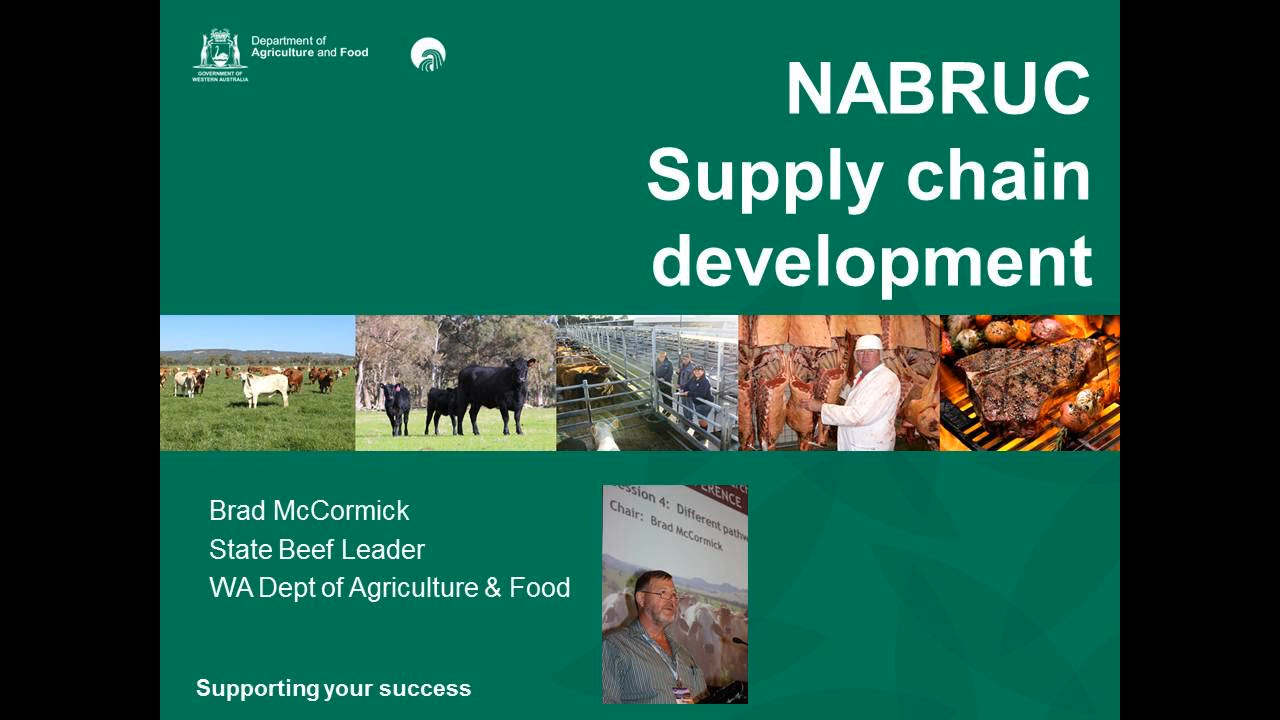 Department of
Agriculture and Food
GOVERNMENT OF
WESTERN AUSTRALIA
NABRUC
Supply chain
development
Brad McCormick
State Beef Leader
WA Dept of Agriculture & Food
ession 4: Different pathw
Chair: Brad McCormick
Supporting your success